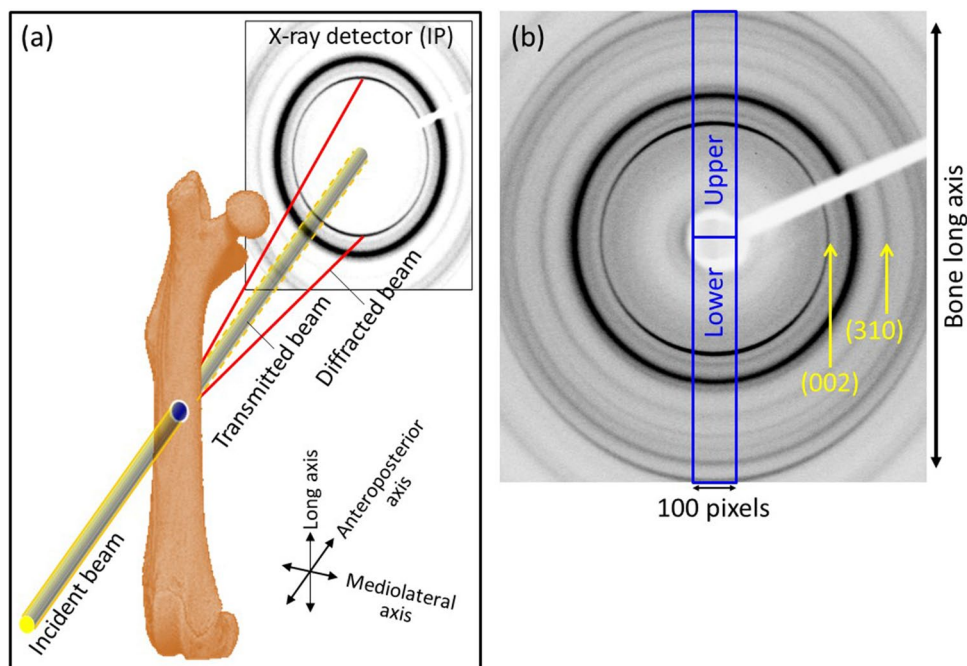 (a)
X-ray detector (IP)
Transmitted beam
Diffracted beam
Incident beam
Long axis
Anteroposterior
axis
Mediolateral
axis
(b)
Upper
Lower
(310)
(002)
Bone long axis
100 pixels